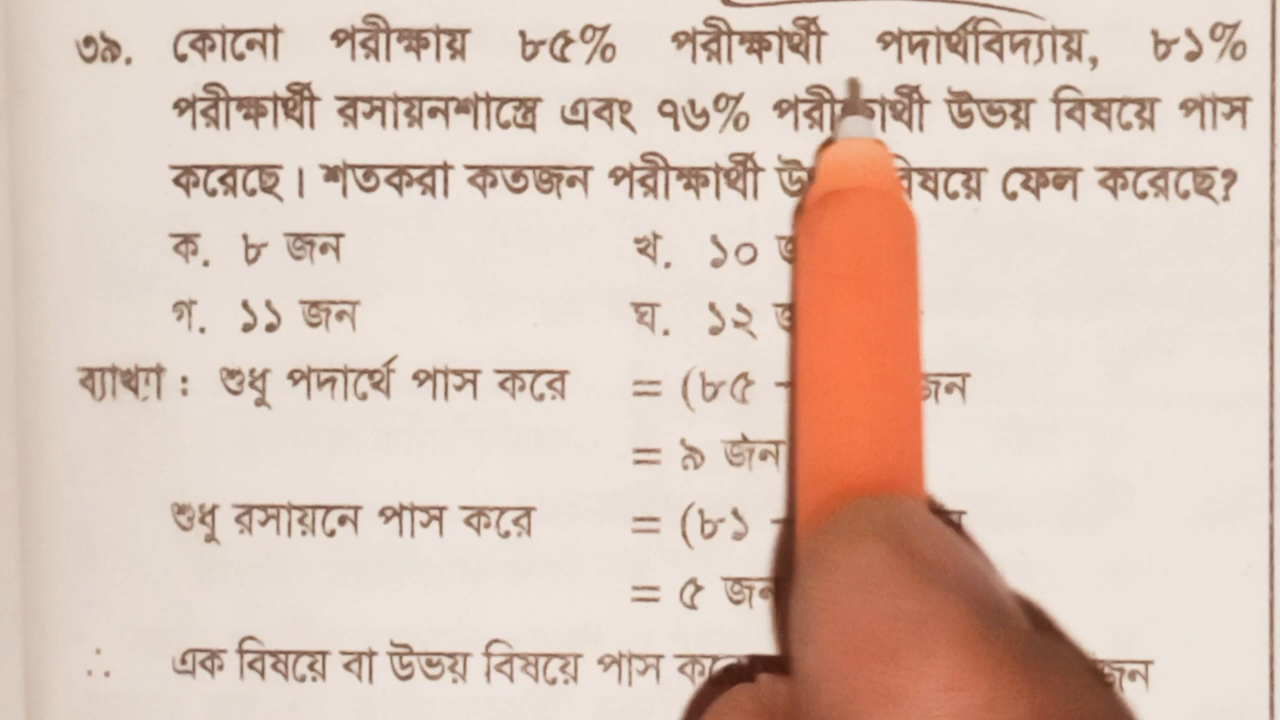 ৩৯. কোনো পরীক্ষায় ৮৫% পরীক্ষার্থী পদার্থবিদ্যায়, ৮১%
পরীক্ষার্থী রসায়নশাস্ত্রে এবং ৭৬% পরীক্ষার্থী উভয় বিষয়ে পাস
করেছে। শতকরা কতজন পরীক্ষার্থী বিষয়ে ফেল করেছে?
ক. ৮ জন খ. ১০
গ. ১১ জন ঘ. ১২
ব্যাখ্যা : শুধু পদার্থে পাস করে = (৮৫ - জন
= ৯ জন
শুধু রসায়নে পাস করে = (৮১ -
= ৫ জন
∴ এক বিষয়ে বা উভয় বিষয়ে পাস জন